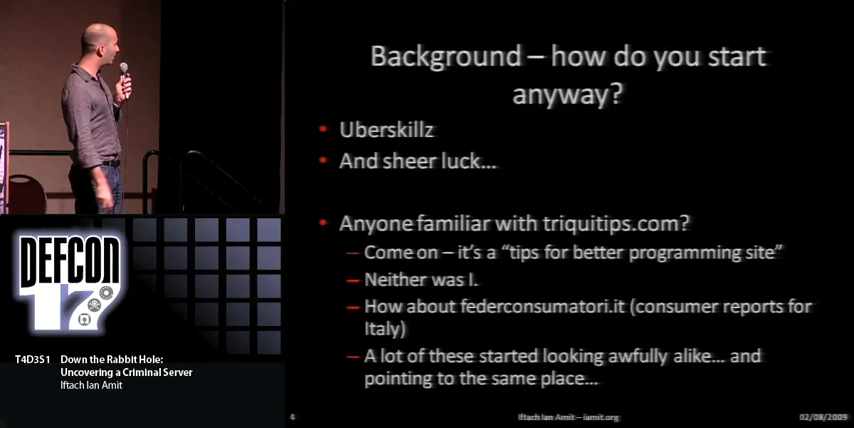 Background – how do you start
anyway?
• Uberskillz
• And sheer luck...
• Anyone familiar with triquitips.com?
– Come on – it's a “tips for better programming site”
– Neither was I.
– How about federconsumatori.it (consumer reports for
Italy)
– A lot of these started looking awfully alike... and
pointing to the same place...
4
Iftach Ian Amit – iamit.org
02/08/2009
DEFCON
17
T4D3S1 Down the Rabbit Hole:
Uncovering a Criminal Server
Iftach Ian Amit